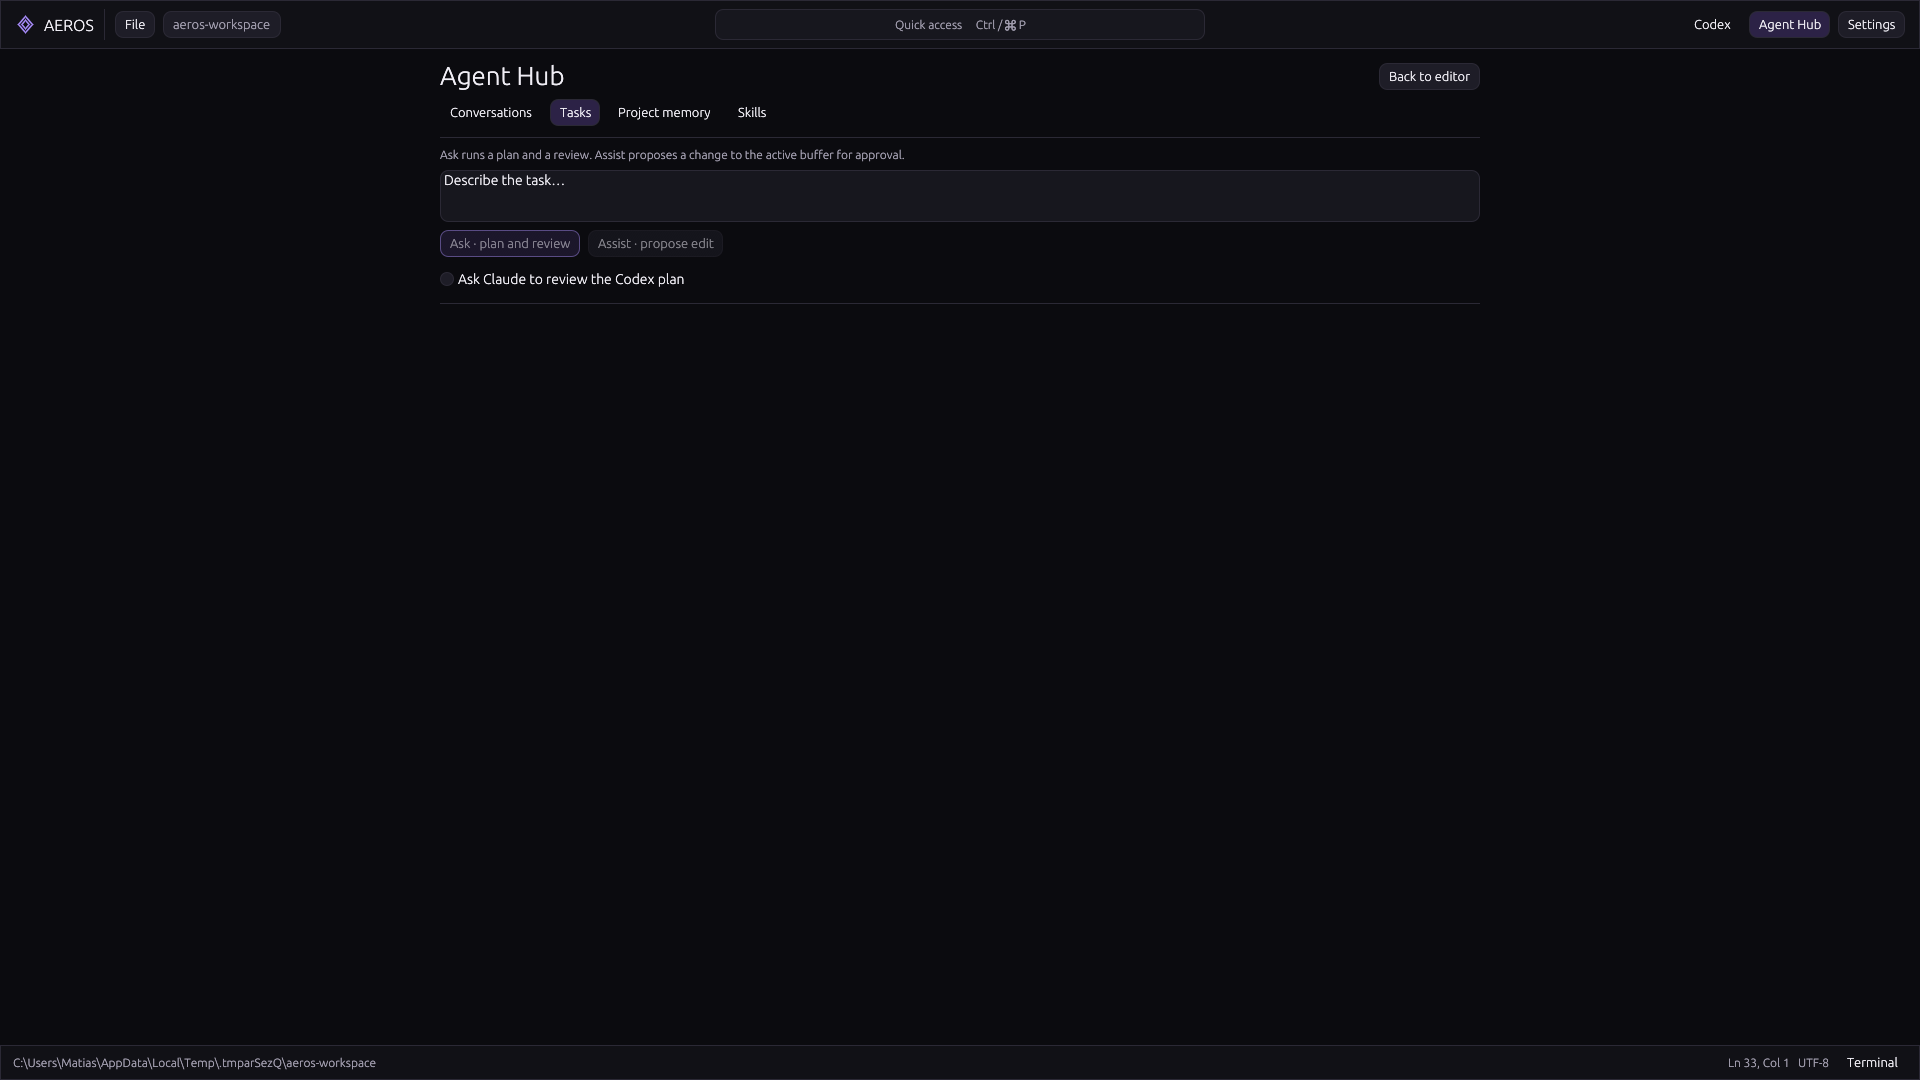 AEROS File aeros-workspace Quick access Ctrl/⌘P Codex Agent Hub Settings
Agent Hub Back to editor
Conversations Tasks Project memory Skills
Ask runs a plan and a review. Assist proposes a change to the active buffer for approval.
Describe the task…
Ask · plan and review Assist · propose edit
Ask Claude to review the Codex plan
C:\Users\Matias\AppData\Local\Temp\.tmparSezQ\aeros-workspace Ln 33, Col 1 UTF-8 Terminal